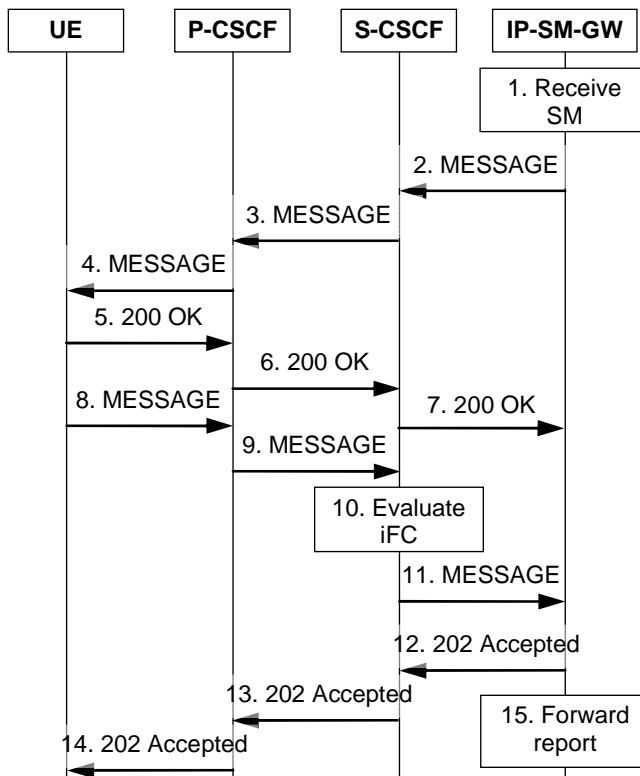 UE
P-CSCF
S-CSCF
IP-SM-GW
1. Receive
SM
2. MESSAGE
3. MESSAGE
4. MESSAGE
5. 200 OK
6. 200 OK
8. MESSAGE
7. 200 OK
9. MESSAGE
10. Evaluate
iFC
11. MESSAGE
12. 202 Accepted
13. 202 Accepted
15. Forward
report
14. 202 Accepted